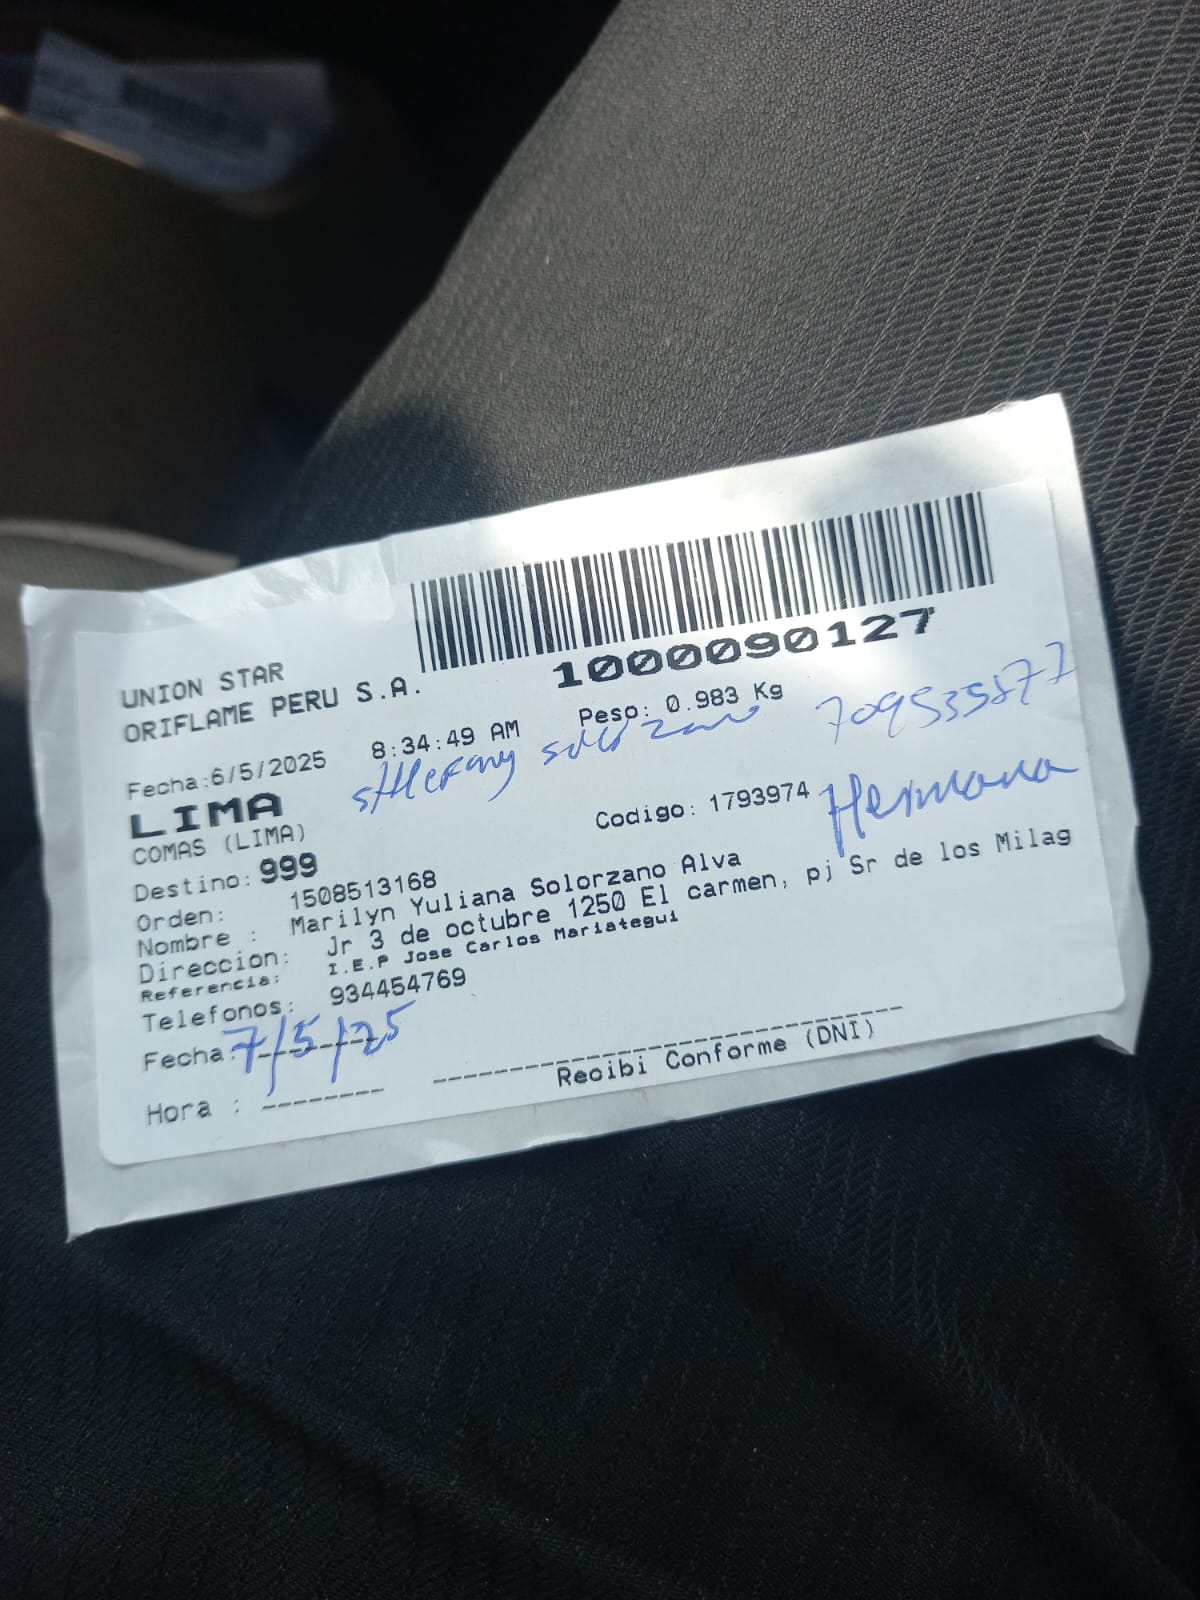 1000090127
UNION STAR
ORIFLAME PERU S.A.
Fecha:6/5/2025 8:34:49 AM Peso: 0.983 Kg
solorzano
LIMA
COMAS (LIMA) Codigo: 1793974 Hermana
Destino: 999
Orden: 1508513168
Nombre : Marilyn Yuliana Solorzano Alva
Direccion: Jr 3 de octubre 1250 El carmen, pj Sr de los Milag
Referencia: I.E.P Jose Carlos Mariategui
Telefonos: 934454769
Fecha: 7/5/25
Hora : -------- Recibi Conforme (DNI)